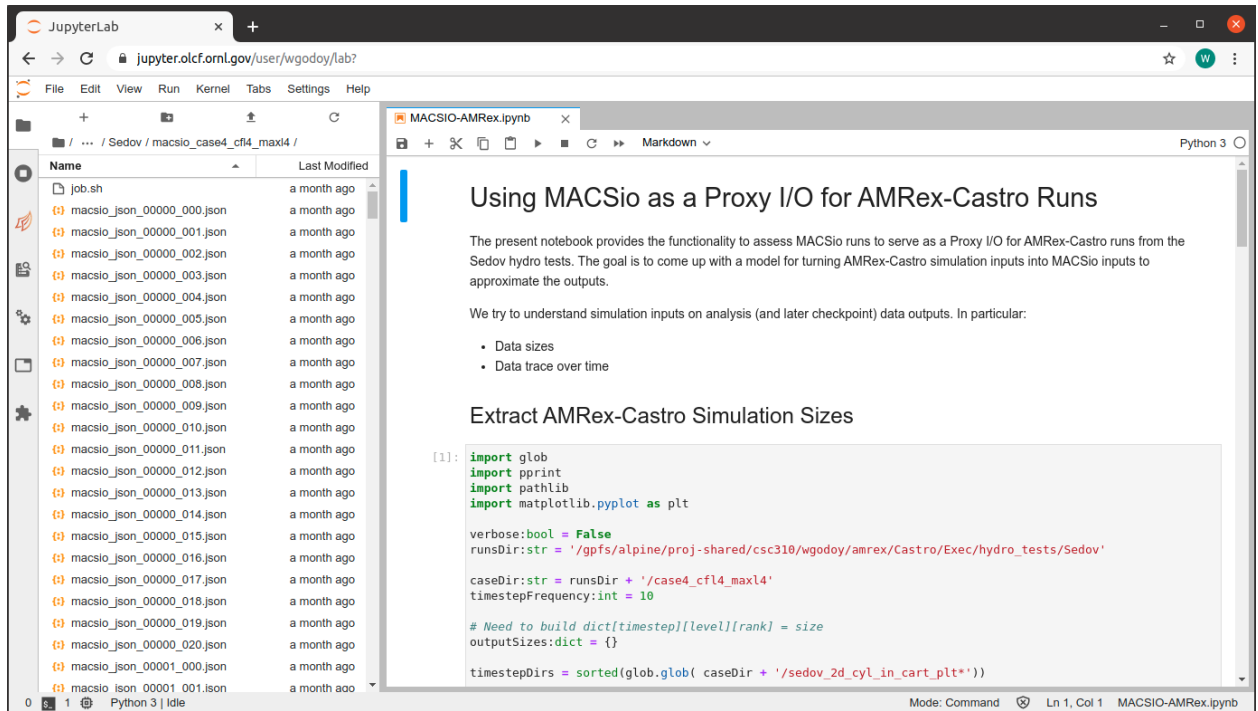 JupyterLab
jupyter.olcf.ornl.gov/user/wgodoy/lab?
W
File Edit View Run Kernel Tabs Settings Help
/ ··· / Sedov / macsio_case4_cfl4_maxl4 /
Name Last Modified
job.sh a month ago
macsio_json_00000_000.json a month ago
macsio_json_00000_001.json a month ago
macsio_json_00000_002.json a month ago
macsio_json_00000_003.json a month ago
macsio_json_00000_004.json a month ago
macsio_json_00000_005.json a month ago
macsio_json_00000_006.json a month ago
macsio_json_00000_007.json a month ago
macsio_json_00000_008.json a month ago
macsio_json_00000_009.json a month ago
macsio_json_00000_010.json a month ago
macsio_json_00000_011.json a month ago
macsio_json_00000_012.json a month ago
macsio_json_00000_013.json a month ago
macsio_json_00000_014.json a month ago
macsio_json_00000_015.json a month ago
macsio_json_00000_016.json a month ago
macsio_json_00000_017.json a month ago
macsio_json_00000_018.json a month ago
macsio_json_00000_019.json a month ago
macsio_json_00000_020.json a month ago
macsio_json_00001_000.json a month ago
macsio_json_00001_001.json a month ago
MACSIO-AMRex.ipynb
Markdown Python 3
Using MACSio as a Proxy I/O for AMRex-Castro Runs
The present notebook provides the functionality to assess MACSio runs to serve as a Proxy I/O for AMRex-Castro runs from the
Sedov hydro tests. The goal is to come up with a model for turning AMRex-Castro simulation inputs into MACSio inputs to
approximate the outputs.
We try to understand simulation inputs on analysis (and later checkpoint) data outputs. In particular:
• Data sizes
• Data trace over time
Extract AMRex-Castro Simulation Sizes
[1]: import glob
import pprint
import pathlib
import matplotlib.pyplot as plt
verbose:bool = False
runsDir:str = '/gpfs/alpine/proj-shared/csc310/wgodoy/amrex/Castro/Exec/hydro_tests/Sedov'
caseDir:str = runsDir + '/case4_cfl4_maxl4'
timestepFrequency:int = 10
# Need to build dict[timestep][level][rank] = size
outputSizes:dict = {}
timestepDirs = sorted(glob.glob( caseDir + '/sedov_2d_cyl_in_cart_plt*'))
0 1 Python 3 | Idle Mode: Command Ln 1, Col 1 MACSIO-AMRex.ipynb